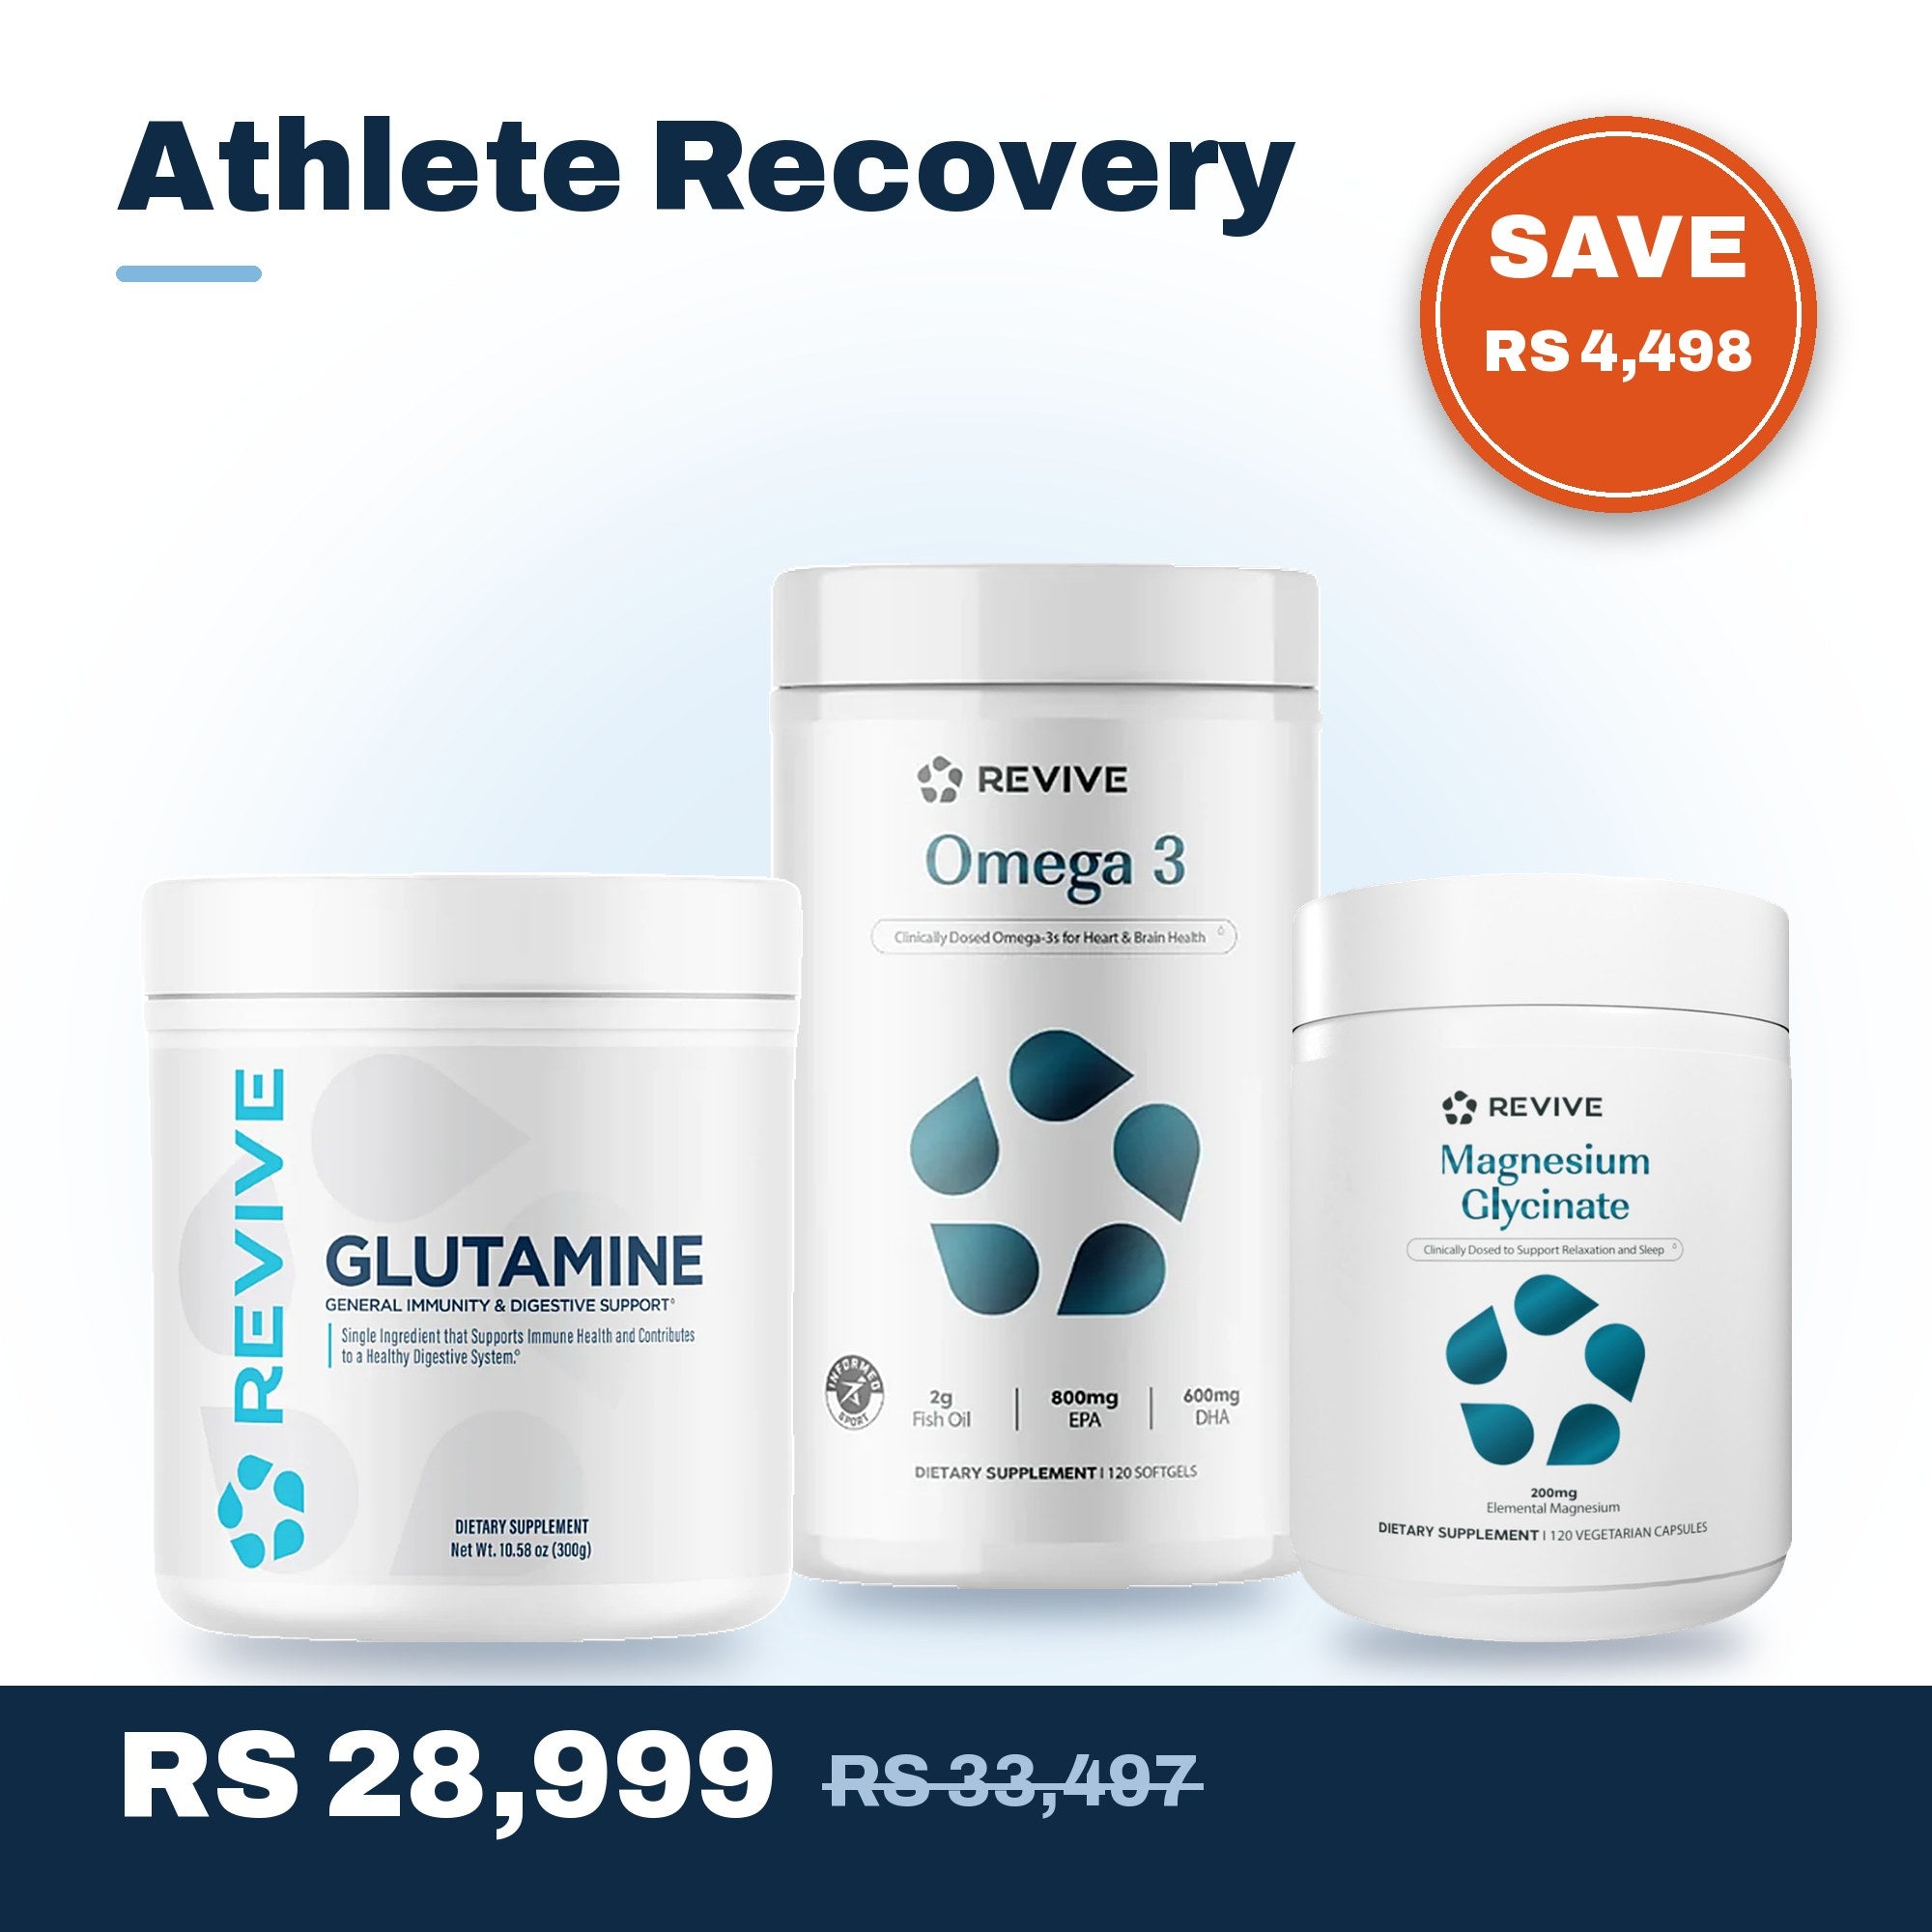 Athlete Recovery
SAVE
RS 4,498
REVIVE
GLUTAMINE
GENERAL IMMUNITY & DIGESTIVE SUPPORT◊
Single Ingredient that Supports Immune Health and Contributes
to a Healthy Digestive System.◊
DIETARY SUPPLEMENT
Net Wt. 10.58 oz (300g)
REVIVE
Omega 3
Clinically Dosed Omega-3s for Heart & Brain Health ◊
INFORMED
SPORT
2g | 800mg | 600mg
Fish Oil EPA DHA
DIETARY SUPPLEMENT | 120 SOFTGELS
REVIVE
Magnesium
Glycinate
Clinically Dosed to Support Relaxation and Sleep ◊
200mg
Elemental Magnesium
DIETARY SUPPLEMENT | 120 VEGETARIAN CAPSULES
RS 28,999 RS 33,497